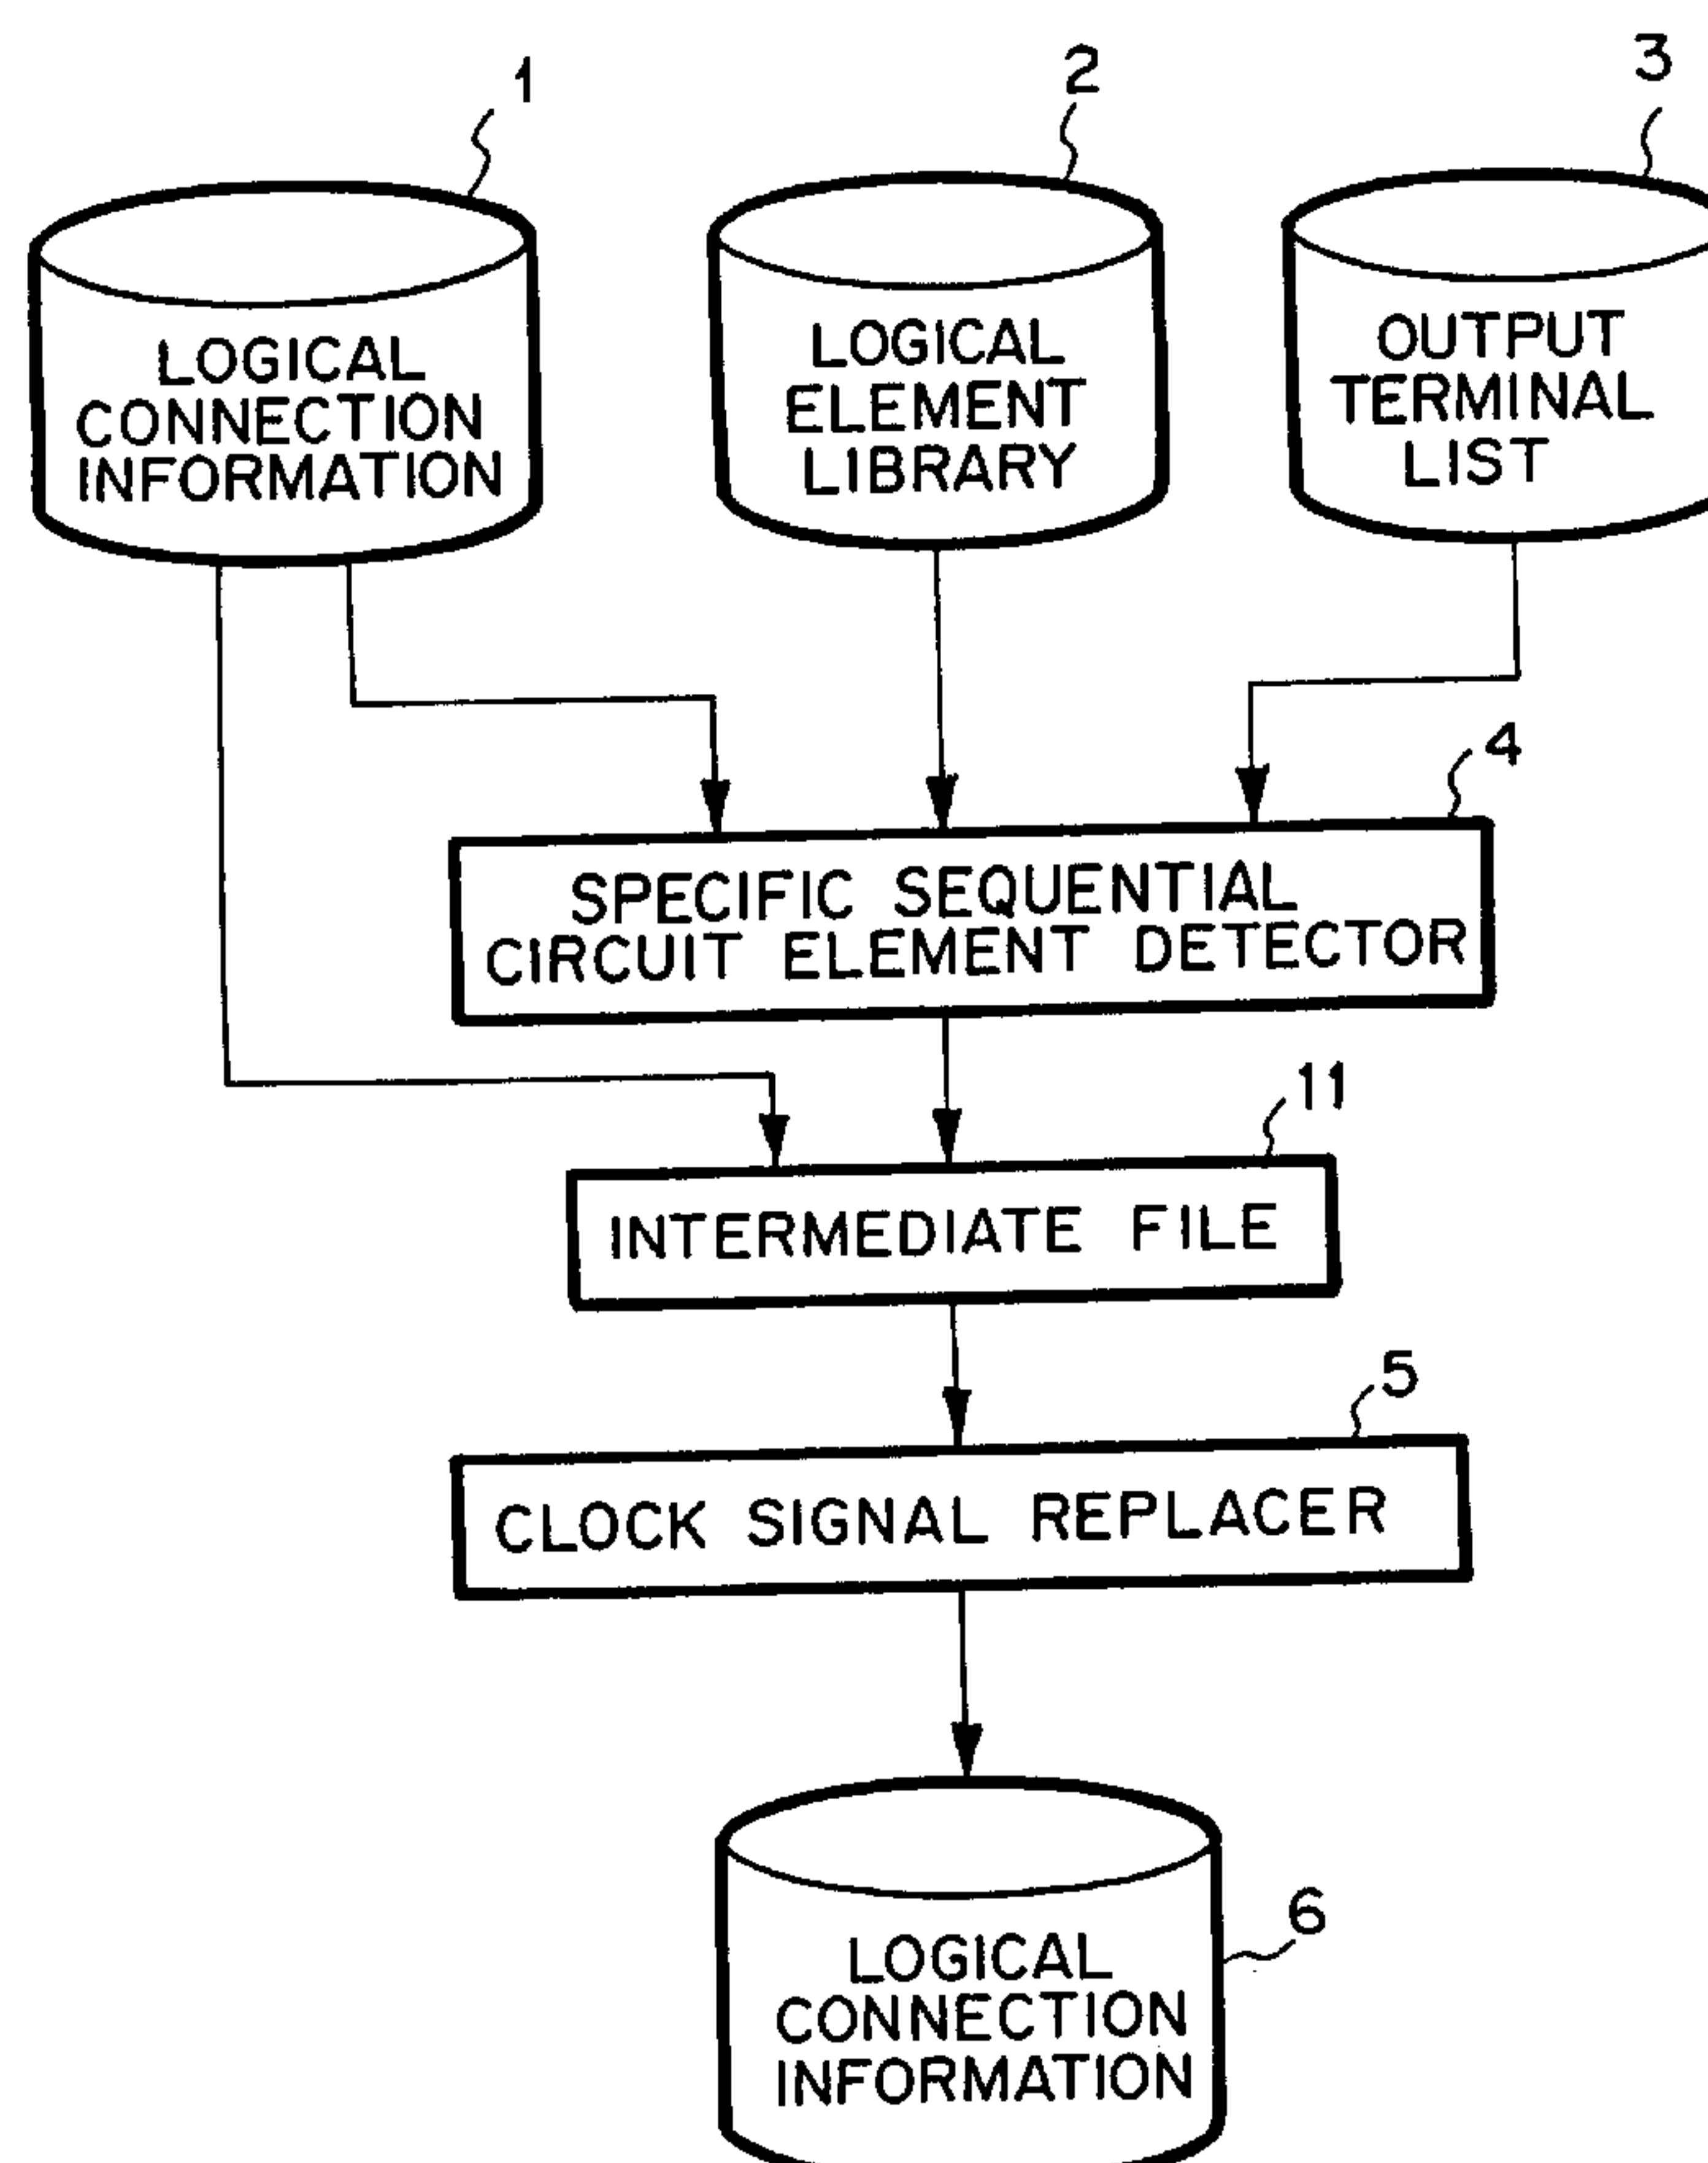 1
2
3
LOGICAL
CONNECTION
INFORMATION
LOGICAL
ELEMENT
LIBRARY
OUTPUT
TERMINAL
LIST
4
SPECIFIC SEQUENTIAL
CIRCUIT ELEMENT DETECTOR
11
INTERMEDIATE FILE
5
CLOCK SIGNAL REPLACER
6
LOGICAL
CONNECTION
INFORMATION